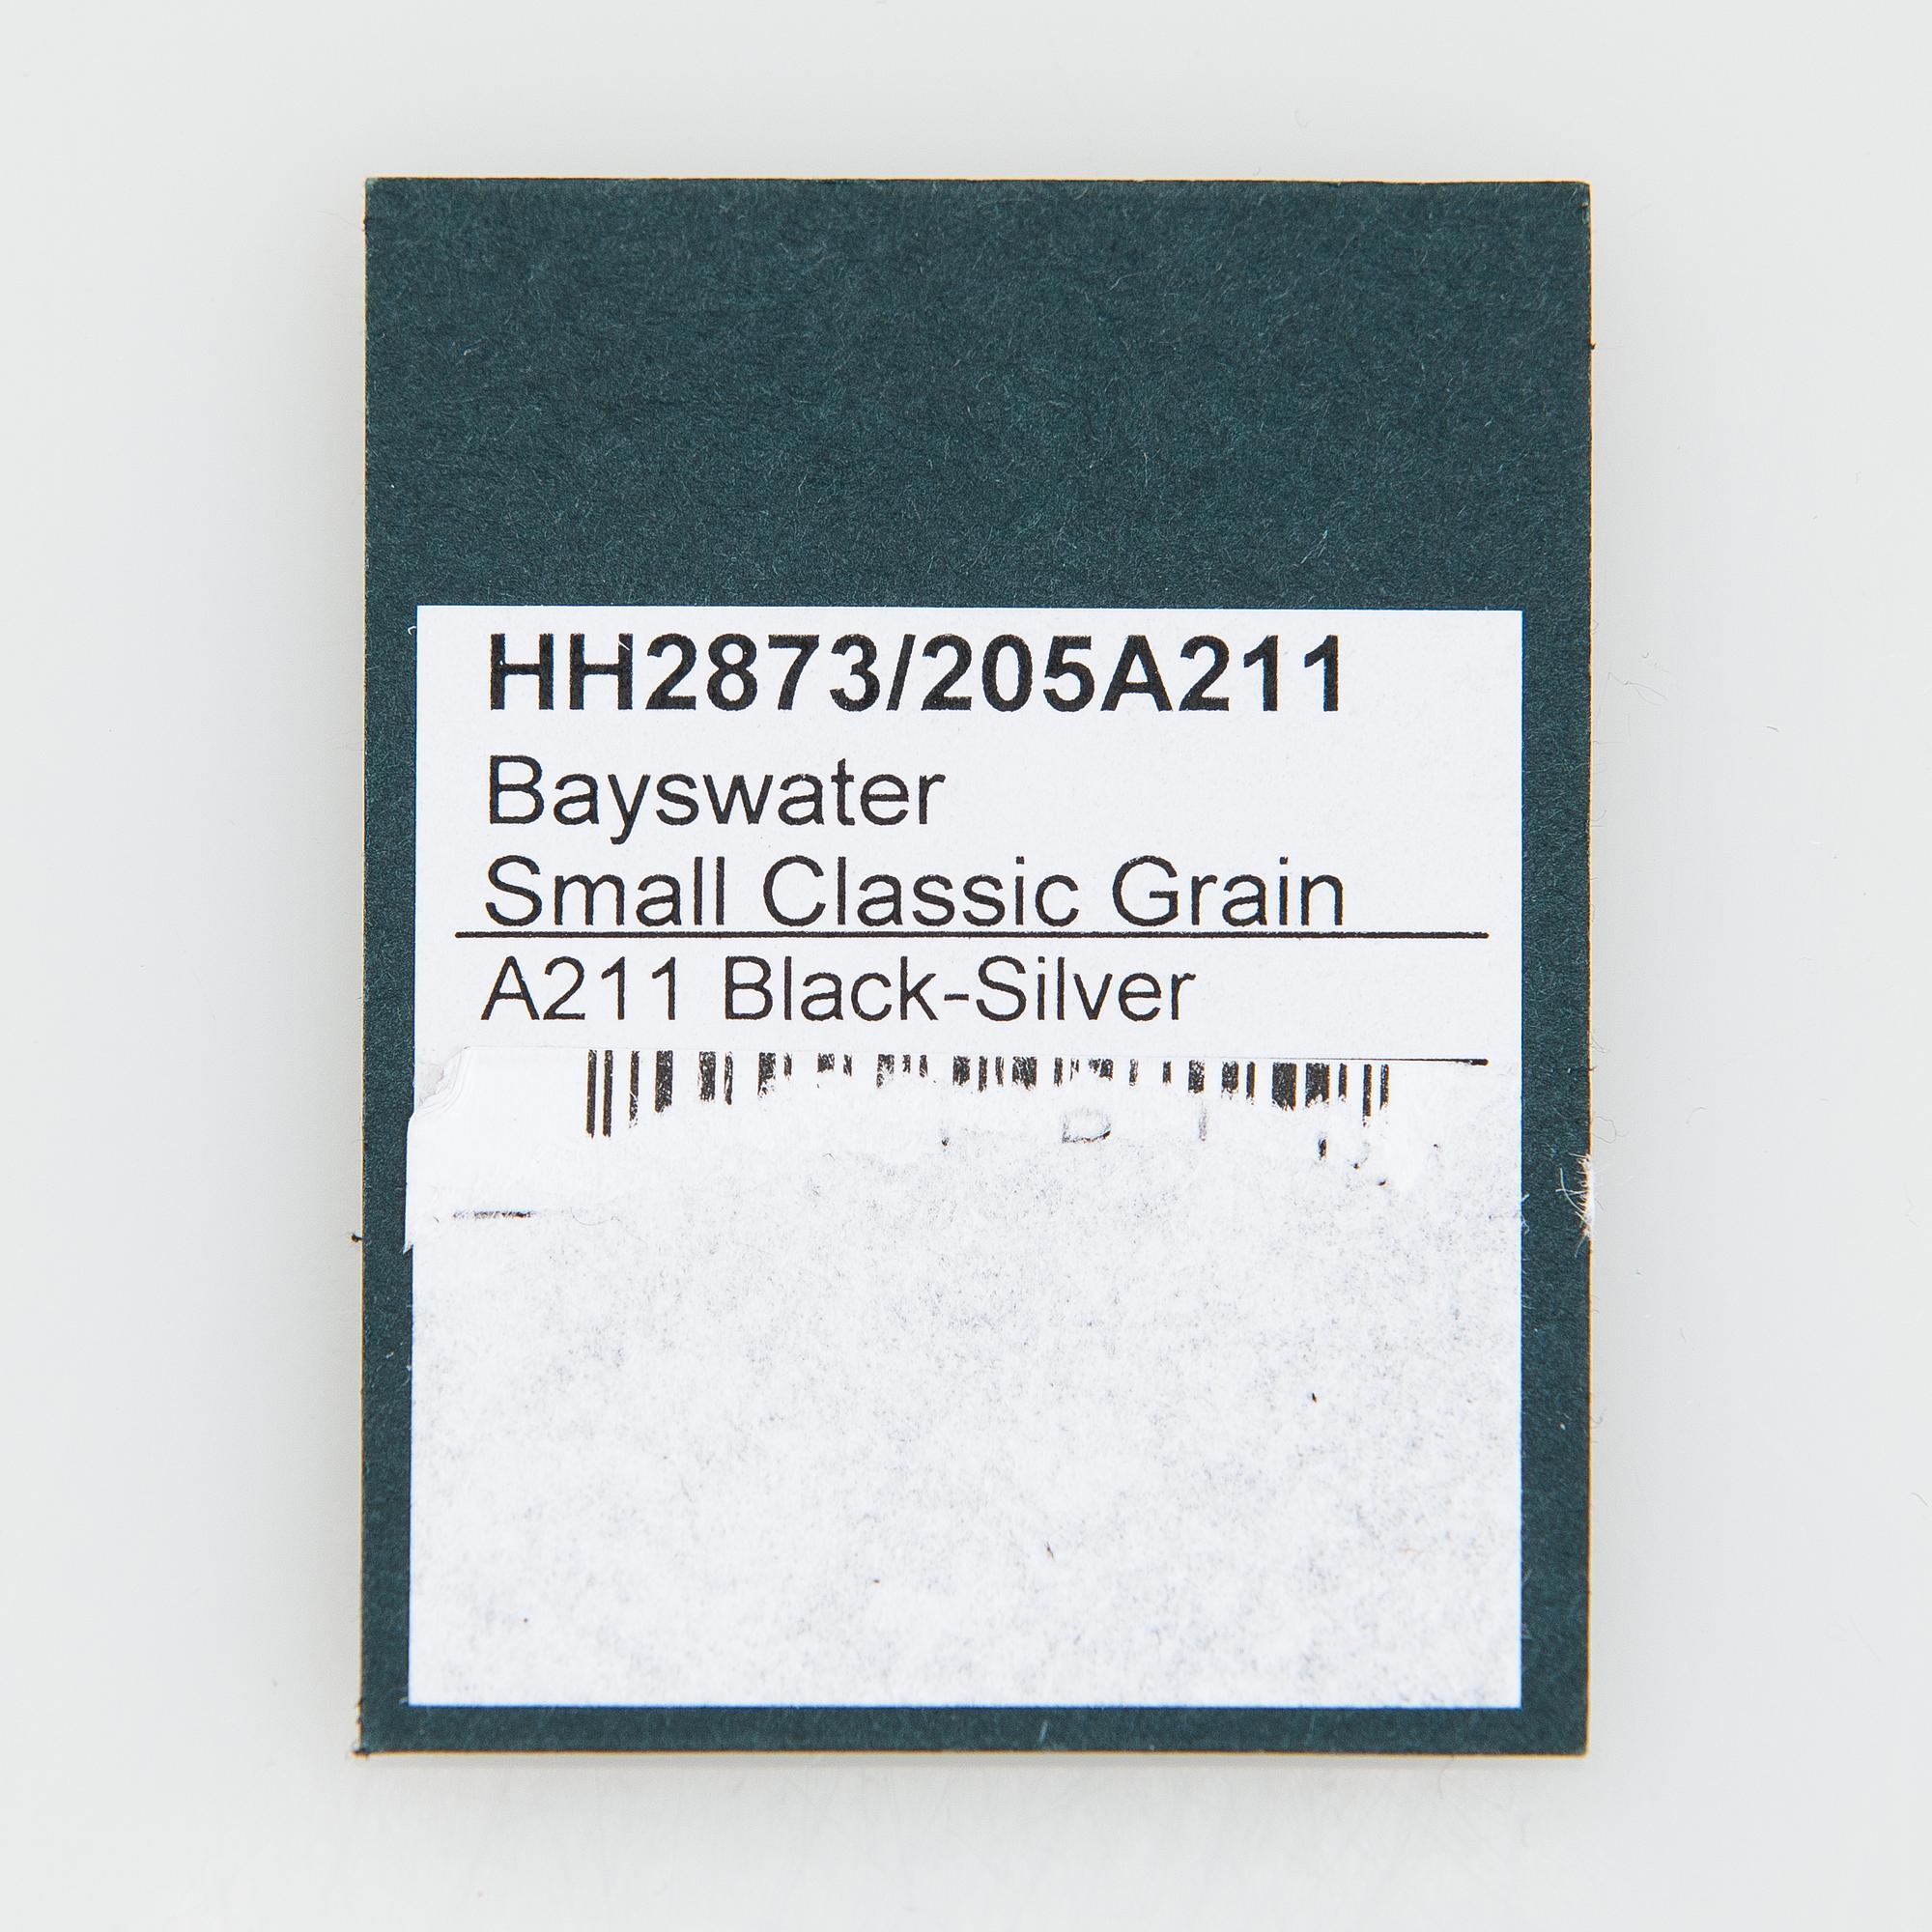 HH2873/205A211
Bayswater
Small Classic Grain
A211 Black-Silver